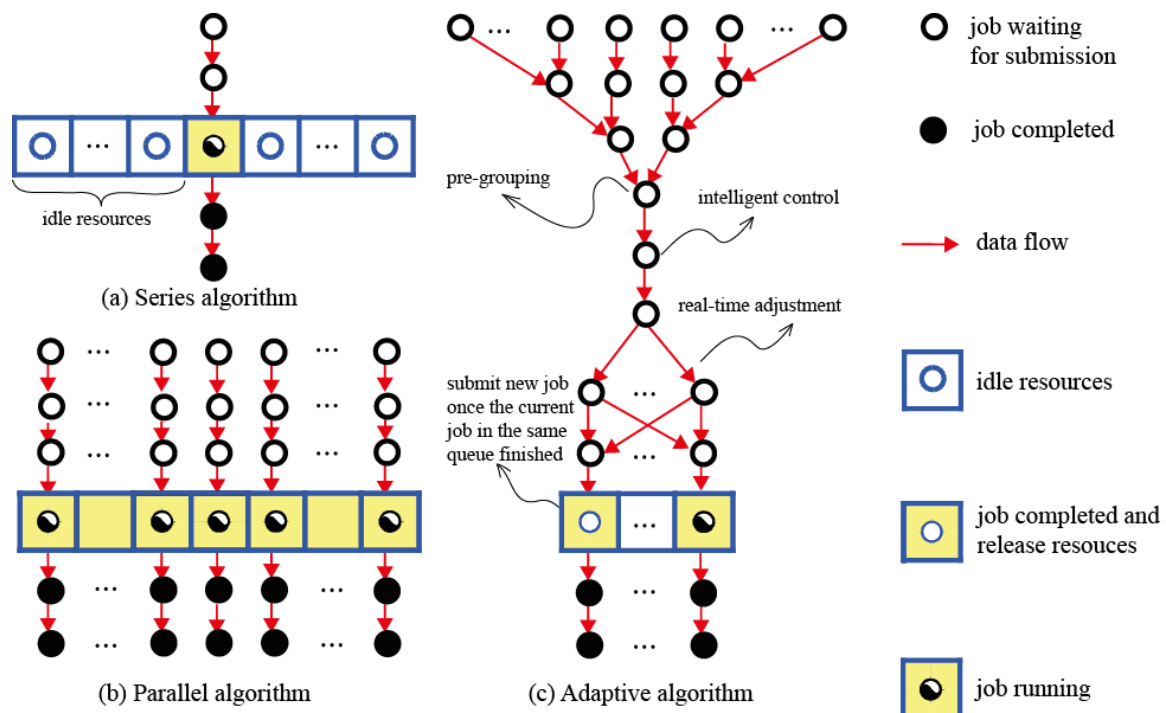 ...
...
job waiting
for submission
...
...
job completed
idle resources
pre-grouping
intelligent control
data flow
(a) Series algorithm
real-time adjustment
...
...
submit new job
once the current
job in the same
queue finished
...
idle resources
...
...
...
...
...
...
job completed and
release resouces
...
...
...
...
...
...
job running
(b) Parallel algorithm
(c) Adaptive algorithm